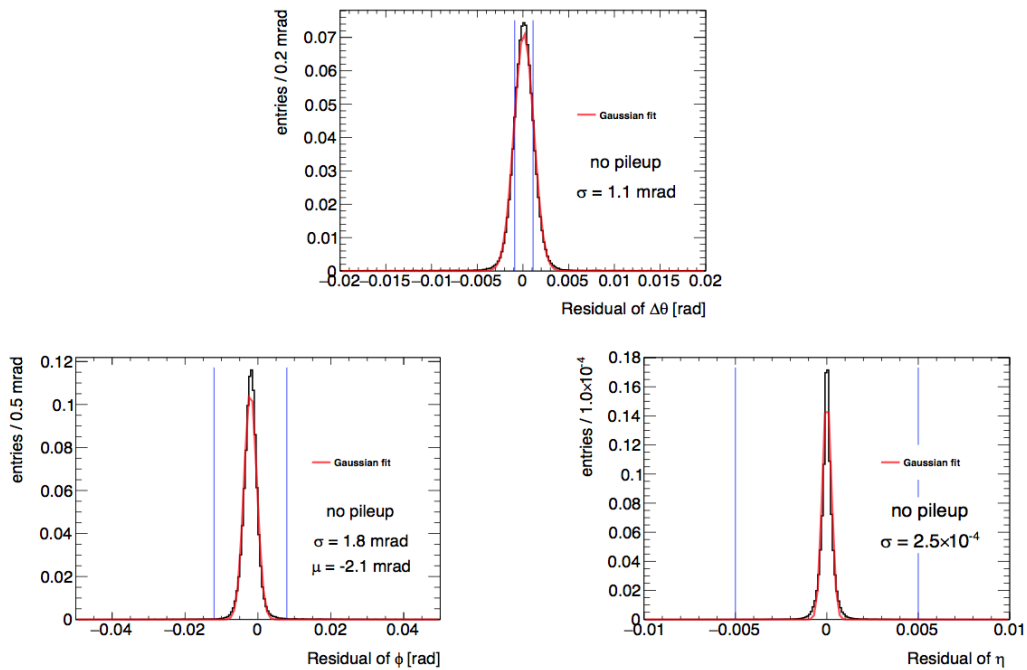 entries / 0.2 mrad
0.07
0.06
0.05
0.04
0.03
0.02
0.01
0
Gaussian fit
no pileup
σ = 1.1 mrad
−0.02−0.015−0.01−0.005 0 0.005 0.01 0.015 0.02
Residual of Δθ [rad]
entries / 0.5 mrad
0.12
0.1
0.08
0.06
0.04
0.02
0
Gaussian fit
no pileup
σ = 1.8 mrad
μ = -2.1 mrad
−0.04 −0.02 0 0.02 0.04
Residual of ϕ [rad]
entries / 1.0×10⁻⁴
0.18
0.16
0.14
0.12
0.1
0.08
0.06
0.04
0.02
0
Gaussian fit
no pileup
σ = 2.5×10⁻⁴
−0.01 −0.005 0 0.005 0.01
Residual of η